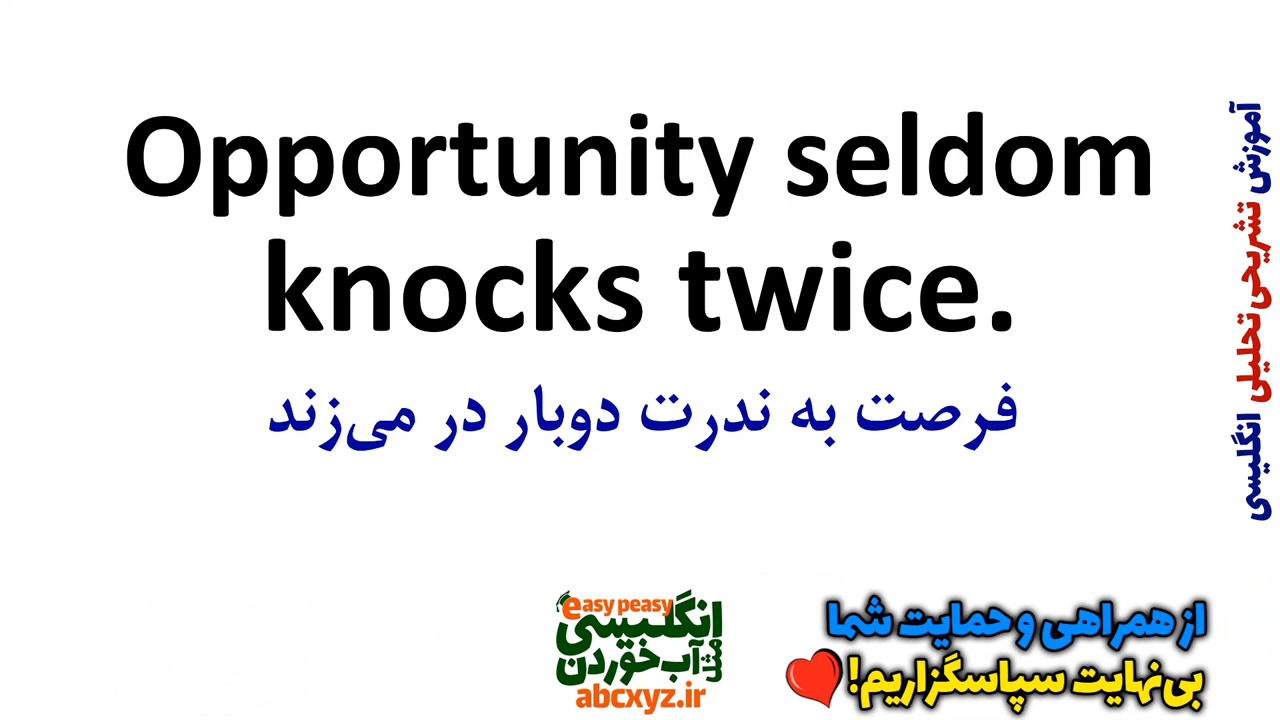 Opportunity seldom
knocks twice.
فرصت به ندرت دوبار در می‌زند
آموزش تشریحی تحلیلی انگلیسی
easy peasy
انگلیسی
مثل آب خوردن
abcxyz.ir
از همراهی و حمایت شما
بی‌نهایت سپاسگزاریم!